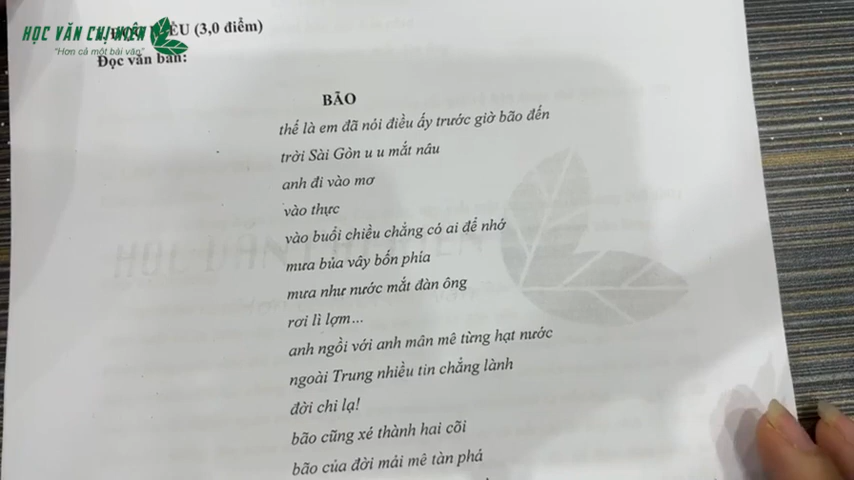 HỌC VĂN CHỊ HIÊN
"Hơn cả một bài văn"
ĐỌC HIỂU (3,0 điểm)
Đọc văn bản:
BÃO
thế là em đã nói điều ấy trước giờ bão đến
trời Sài Gòn u u mắt nâu
anh đi vào mơ
vào thực
vào buổi chiều chẳng có ai để nhớ
mưa bủa vây bốn phía
mưa như nước mắt đàn ông
rơi lì lợm...
anh ngồi với anh mân mê từng hạt nước
ngoài Trung nhiều tin chẳng lành
đời chi lạ!
bão cũng xé thành hai cõi
bão của đời mải mê tàn phá